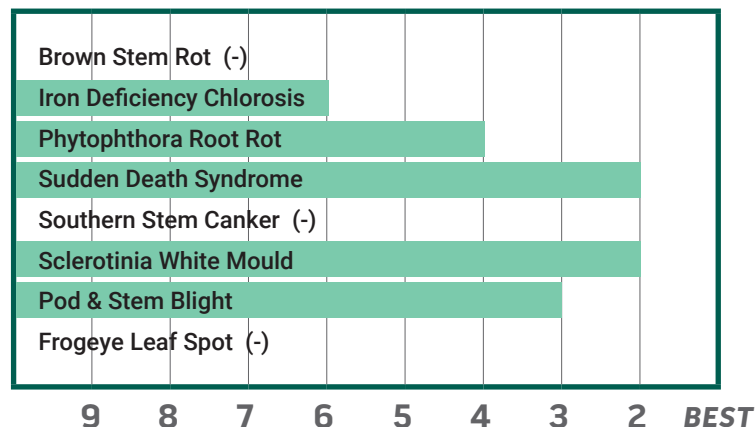 Brown Stem Rot (-)
Iron Deficiency Chlorosis
Phytophthora Root Rot
Sudden Death Syndrome
Southern Stem Canker (-)
Sclerotinia White Mould
Pod & Stem Blight
Frogeye Leaf Spot (-)
9 8 7 6 5 4 3 2 BEST